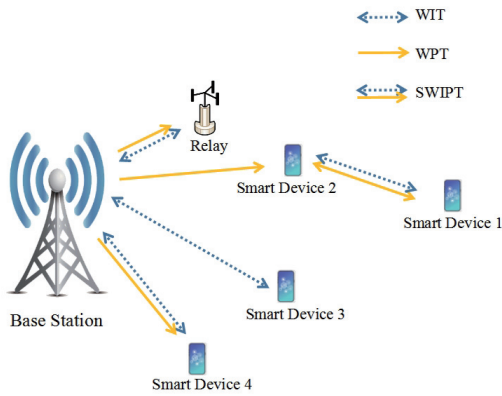 WIT
WPT
SWIPT
Relay
Smart Device 2
Smart Device 1
Smart Device 3
Base Station
Smart Device 4